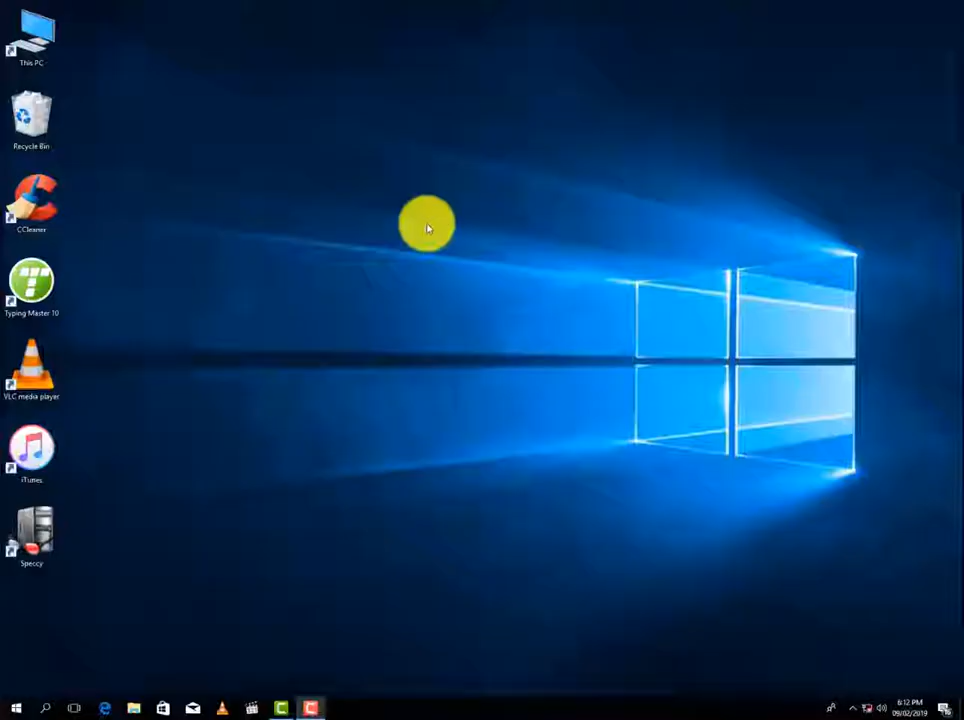 This PC
Recycle Bin
CCleaner
Typing Master 10
VLC media player
iTunes
Speccy
6:12 PM
09/02/2019